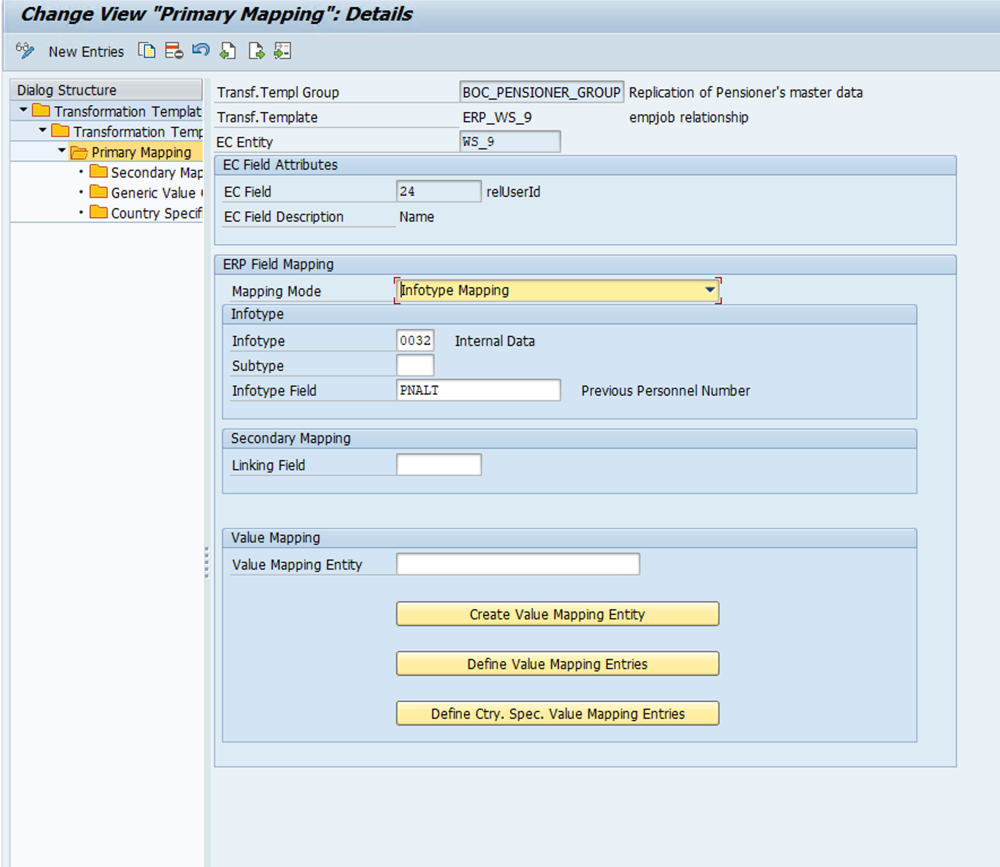 Change View "Primary Mapping": Details
New Entries
Dialog Structure
Transformation Templat
Transformation Temp
Primary Mapping
Secondary Map
Generic Value
Country Specif
Transf.Templ Group BOC_PENSIONER_GROUP Replication of Pensioner's master data
Transf.Template ERP_WS_9 empjob relationship
EC Entity WS_9
EC Field Attributes
EC Field 24 relUserId
EC Field Description Name
ERP Field Mapping
Mapping Mode Infotype Mapping
Infotype
Infotype 0032 Internal Data
Subtype
Infotype Field PNALT Previous Personnel Number
Secondary Mapping
Linking Field
Value Mapping
Value Mapping Entity
Create Value Mapping Entity
Define Value Mapping Entries
Define Ctry. Spec. Value Mapping Entries